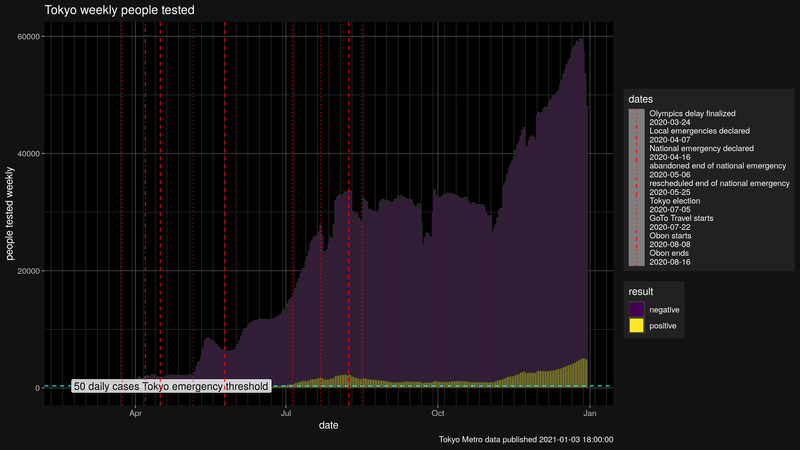 Tokyo weekly people tested
60000
40000
20000
0
people tested weekly
50 daily cases Tokyo emergency threshold
Apr
Jul
Oct
Jan
date
Tokyo Metro data published 2021-01-03 18:00:00
dates
Olympics delay finalized
2020-03-24
Local emergencies declared
2020-04-07
National emergency declared
2020-04-16
abandoned end of national emergency
2020-05-06
rescheduled end of national emergency
2020-05-25
Tokyo election
2020-07-05
GoTo Travel starts
2020-07-22
Obon starts
2020-08-08
Obon ends
2020-08-16
result
negative
positive